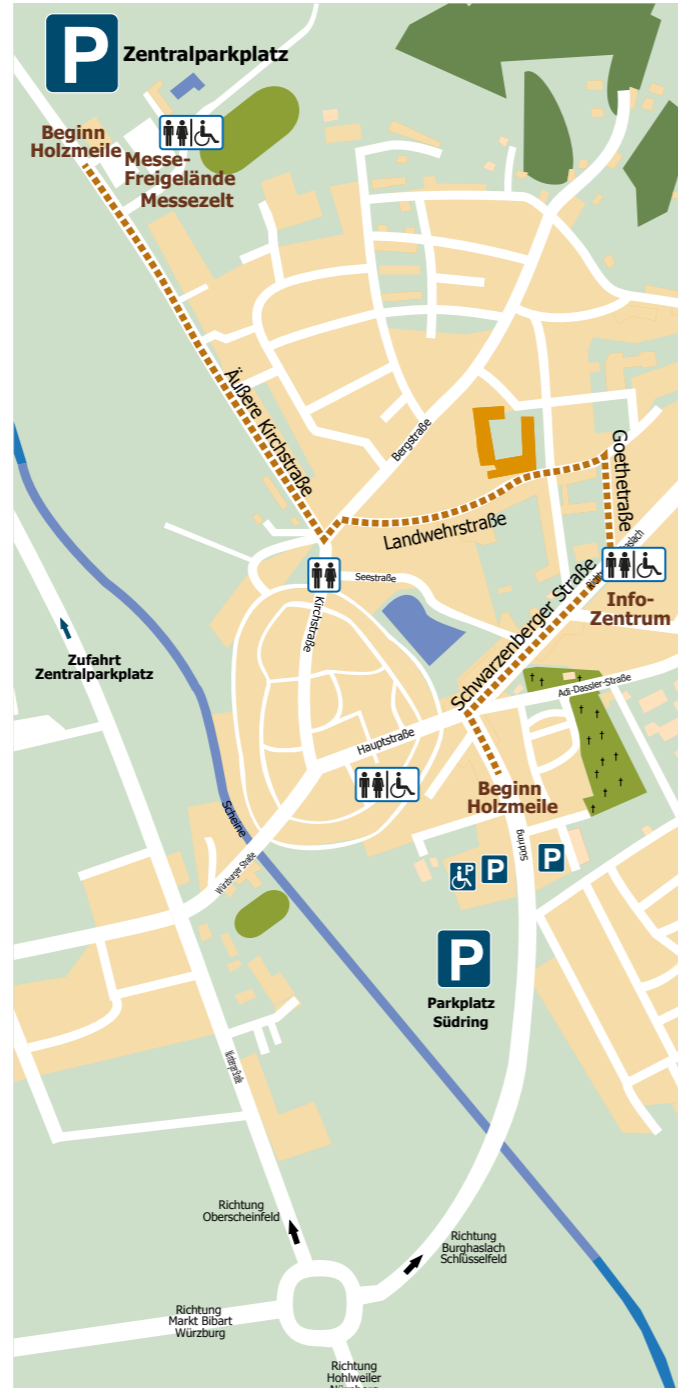 P
Zentralparkplatz
Beginn
Holzmeile
Messe-
Freigelände
Messezelt
Äußere Kirchstraße
Bergstraße
Goethetraße
Landwehrstraße
Seestraße
Kirchstraße
Schwarzenberger Straße
Info-
Zentrum
Zufahrt
Zentralparkplatz
Adi-Dassler-Straße
Hauptstraße
Beginn
Holzmeile
Scheine
Würzburger Straße
Südring
P
P
P
P
Parkplatz
Südring
Richtung
Oberscheinfeld
Richtung
Burghaslach
Schlüsselfeld
Richtung
Markt Bibart
Würzburg
Richtung
Hohlweiler